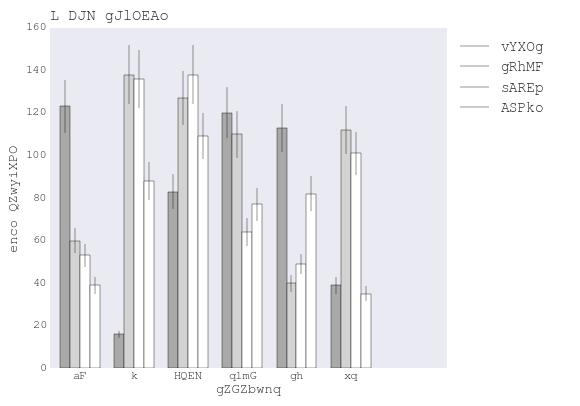 L DJN gJlOEAo
160
140
120
100
80
60
40
20
0
enco QZwyiXPO
aF k HQEN qlmG gh xq
gZGZbwnq
vYXOg
gRhMF
sAREp
ASPko